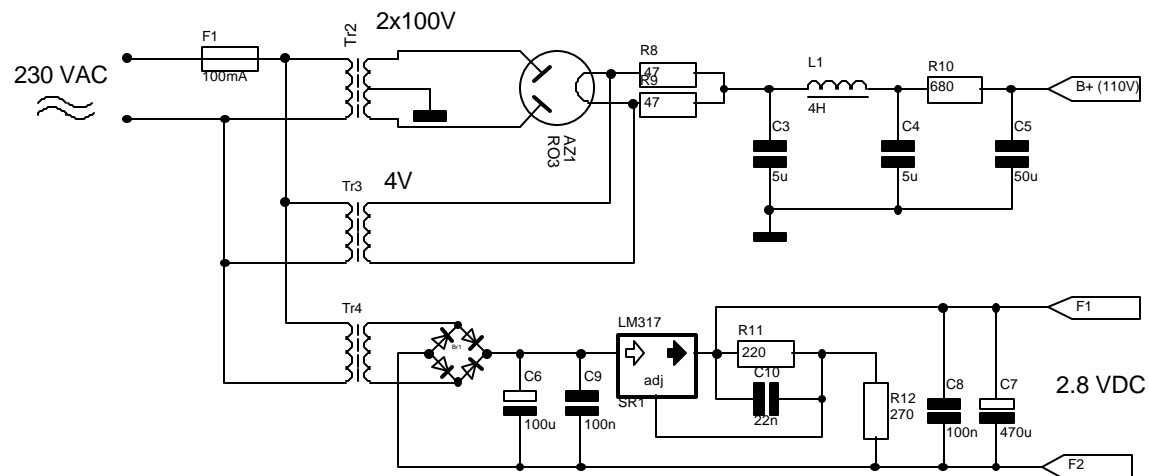 2x100V
F1
Tr2
100mA
230 VAC
R8
47
R9
47
L1
4H
R10
680
B+ (110V)
AZ1
RO3
C3
5u
C4
5u
C5
50u
Tr3
4V
Tr4
Br1
LM317
adj
SR1
C6
100u
C9
100n
R11
220
C10
22n
R12
270
C8
100n
C7
470u
F1
2.8 VDC
F2